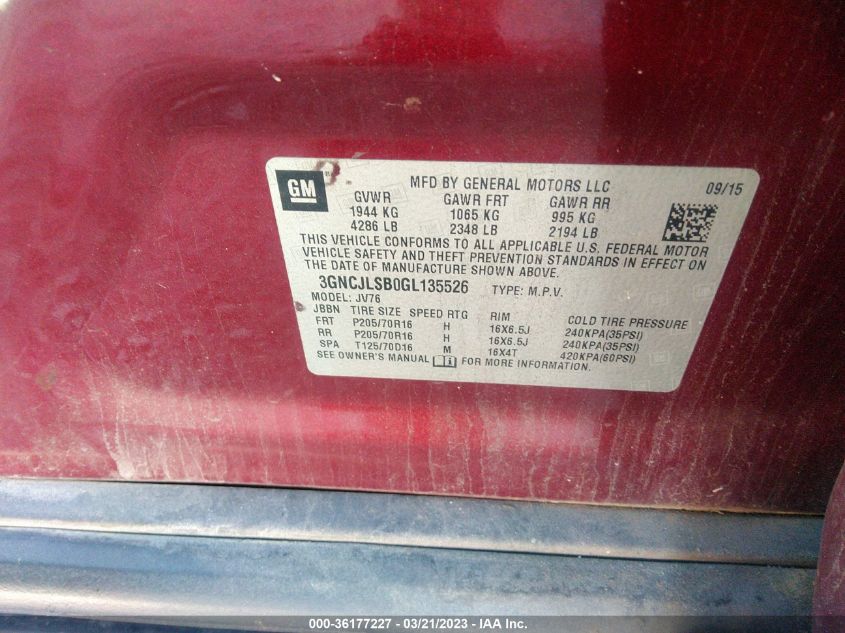 GM
MFD BY GENERAL MOTORS LLC
09/15
GVWR GAWR FRT GAWR RR
1944 KG 1065 KG 995 KG
4286 LB 2348 LB 2194 LB
THIS VEHICLE CONFORMS TO ALL APPLICABLE U.S. FEDERAL MOTOR
VEHICLE SAFETY AND THEFT PREVENTION STANDARDS IN EFFECT ON
THE DATE OF MANUFACTURE SHOWN ABOVE.
3GNCJLSB0GL135526 TYPE: M.P.V.
MODEL: JV76
JBBN TIRE SIZE SPEED RTG RIM COLD TIRE PRESSURE
FRT P205/70R16 H 16X6.5J 240KPA(35PSI)
RR P205/70R16 H 16X6.5J 240KPA(35PSI)
SPA T125/70D16 M 16X4T 420KPA(60PSI)
SEE OWNER'S MANUAL FOR MORE INFORMATION.
000-36177227 - 03/21/2023 - IAA Inc.